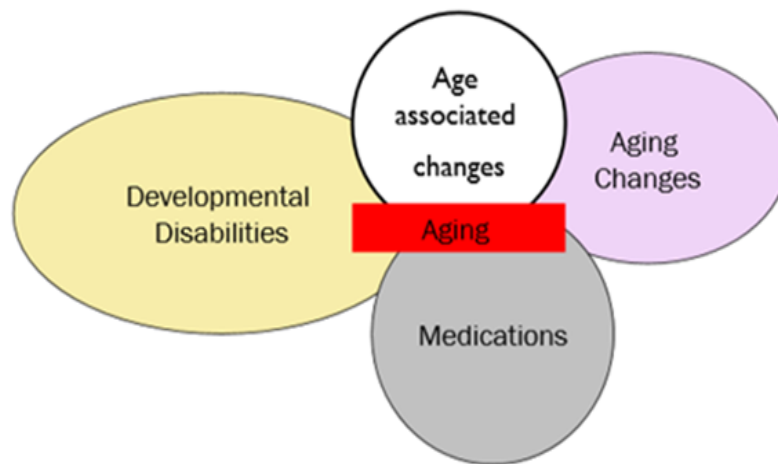 Age
associated
changes
Aging
Changes
Developmental
Disabilities
Aging
Medications